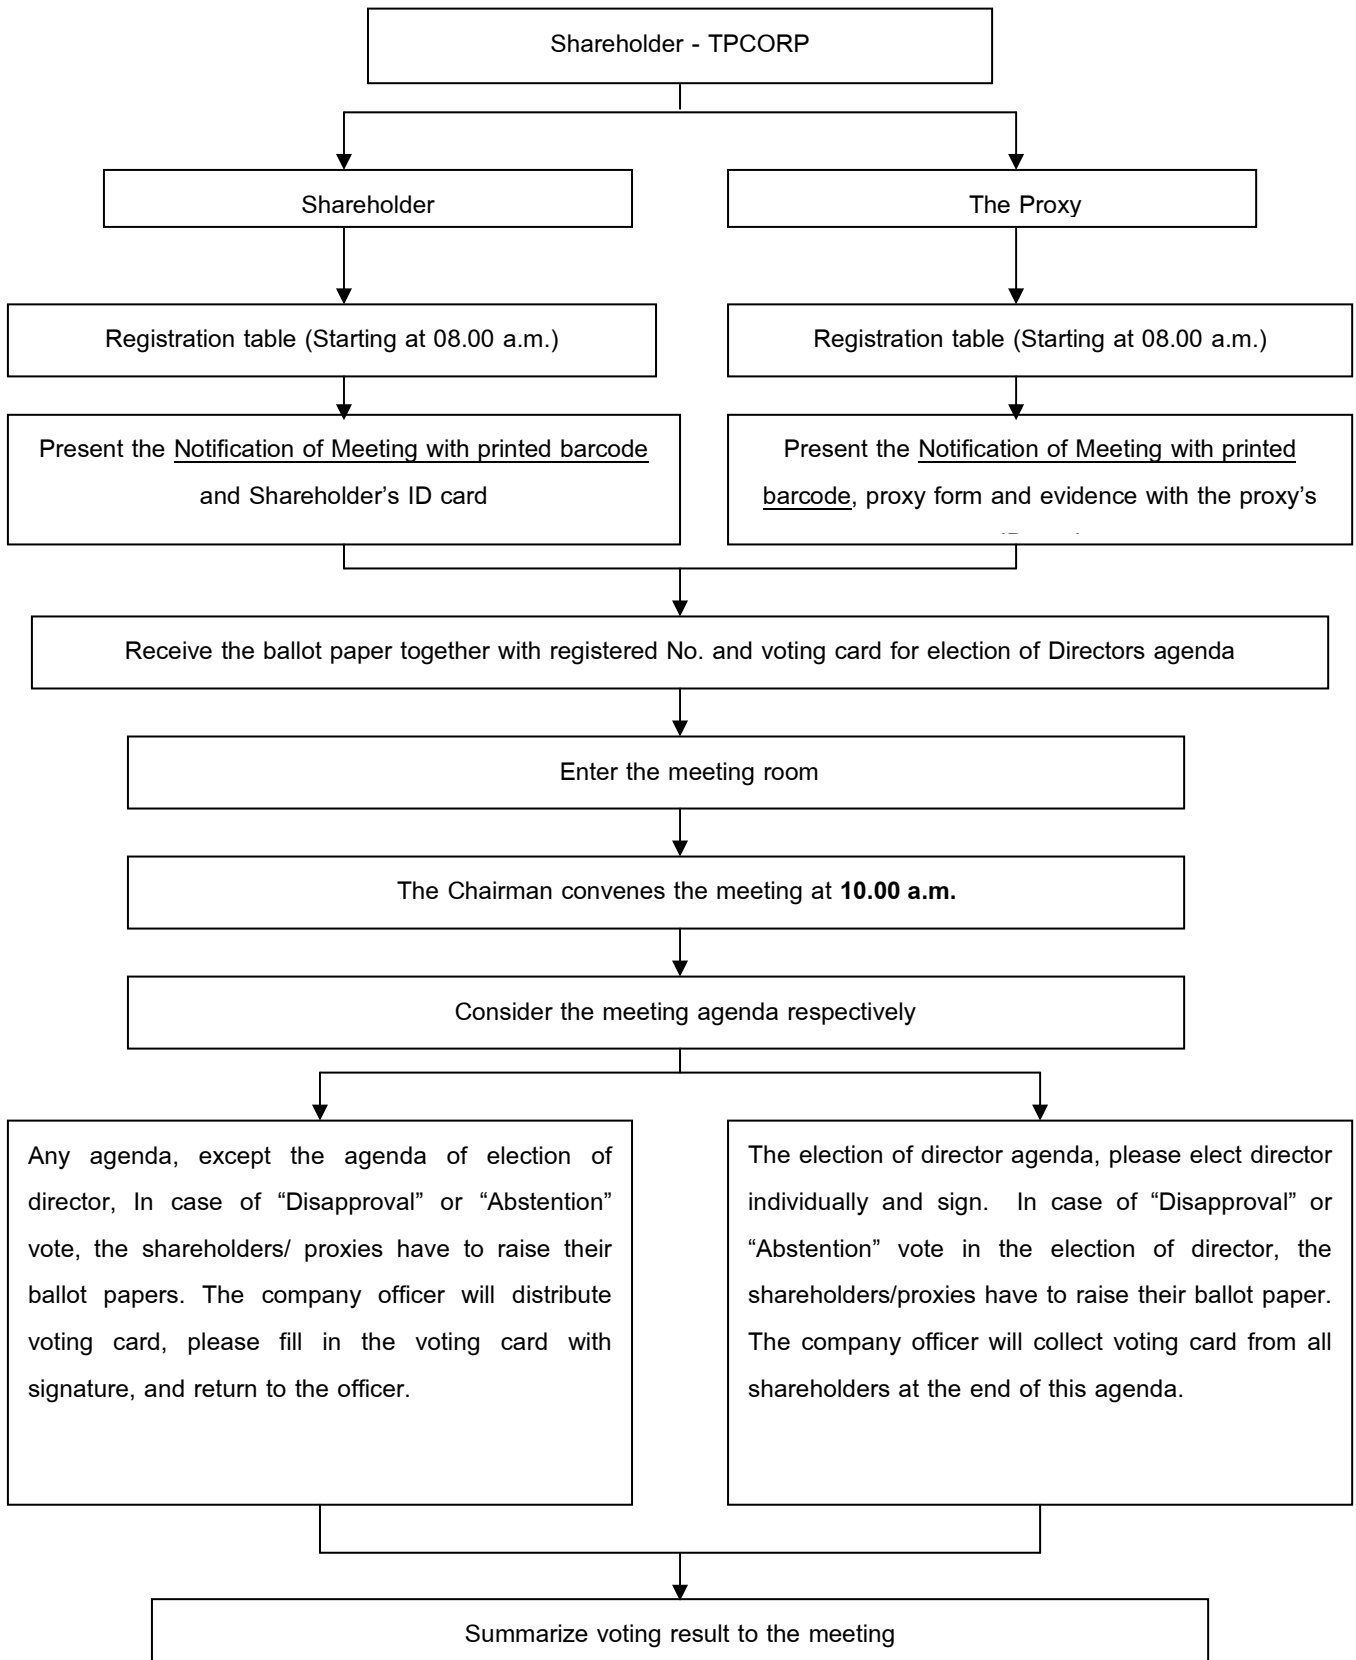 Shareholder - TPCORP
Shareholder
The Proxy
Registration table (Starting at 08.00 a.m.)
Registration table (Starting at 08.00 a.m.)
Present the Notification of Meeting with printed barcode
and Shareholder’s ID card
Present the Notification of Meeting with printed
barcode, proxy form and evidence with the proxy’s
Receive the ballot paper together with registered No. and voting card for election of Directors agenda
Enter the meeting room
The Chairman convenes the meeting at 10.00 a.m.
Consider the meeting agenda respectively
Any agenda, except the agenda of election of
director, In case of “Disapproval” or “Abstention”
vote, the shareholders/ proxies have to raise their
ballot papers. The company officer will distribute
voting card, please fill in the voting card with
signature, and return to the officer.
The election of director agenda, please elect director
individually and sign. In case of “Disapproval” or
“Abstention” vote in the election of director, the
shareholders/proxies have to raise their ballot paper.
The company officer will collect voting card from all
shareholders at the end of this agenda.
Summarize voting result to the meeting